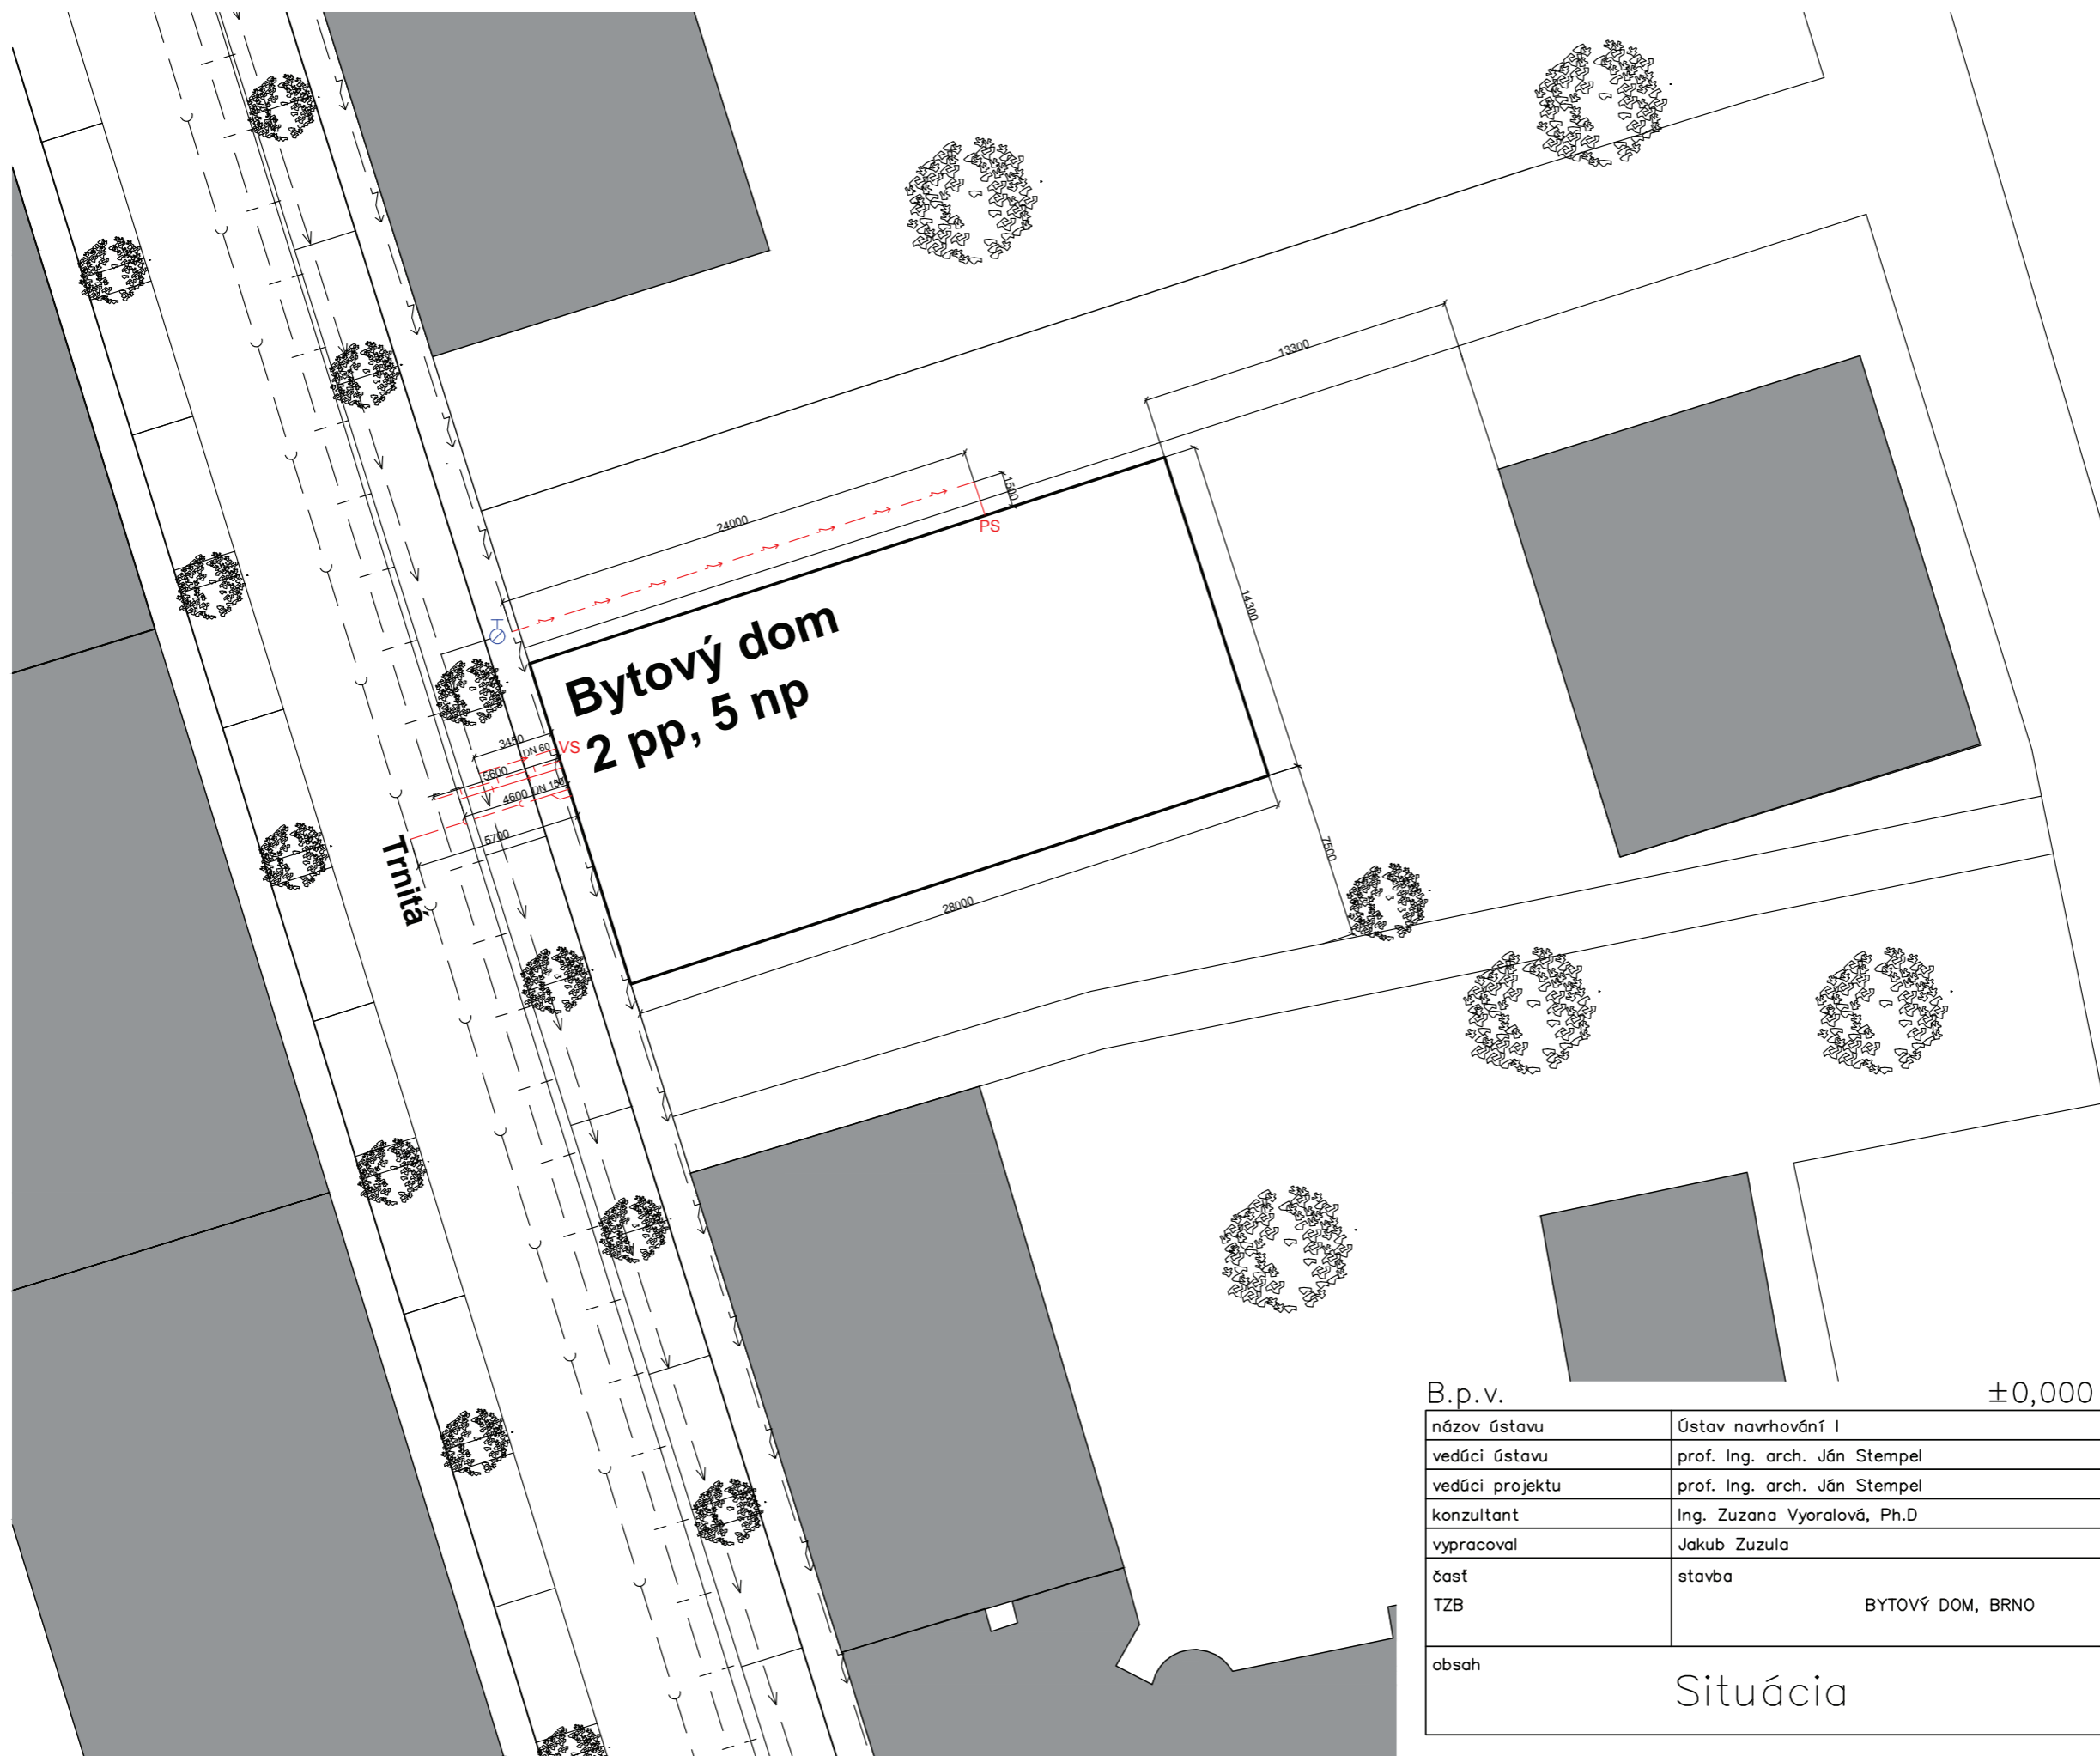 13300
1500
24000
PS
14300
Bytový dom
2 pp, 5 np
3450
DN 60
VS
5600
4600
DN 150
5700
Trnitá
7500
28000
B.p.v.
±0,000
názov ústavu
Ústav navrhování I
vedúci ústavu
prof. Ing. arch. Ján Stempel
vedúci projektu
prof. Ing. arch. Ján Stempel
konzultant
Ing. Zuzana Vyoralová, Ph.D
vypracoval
Jakub Zuzula
časť
stavba
TZB
BYTOVÝ DOM, BRNO
obsah
Situácia